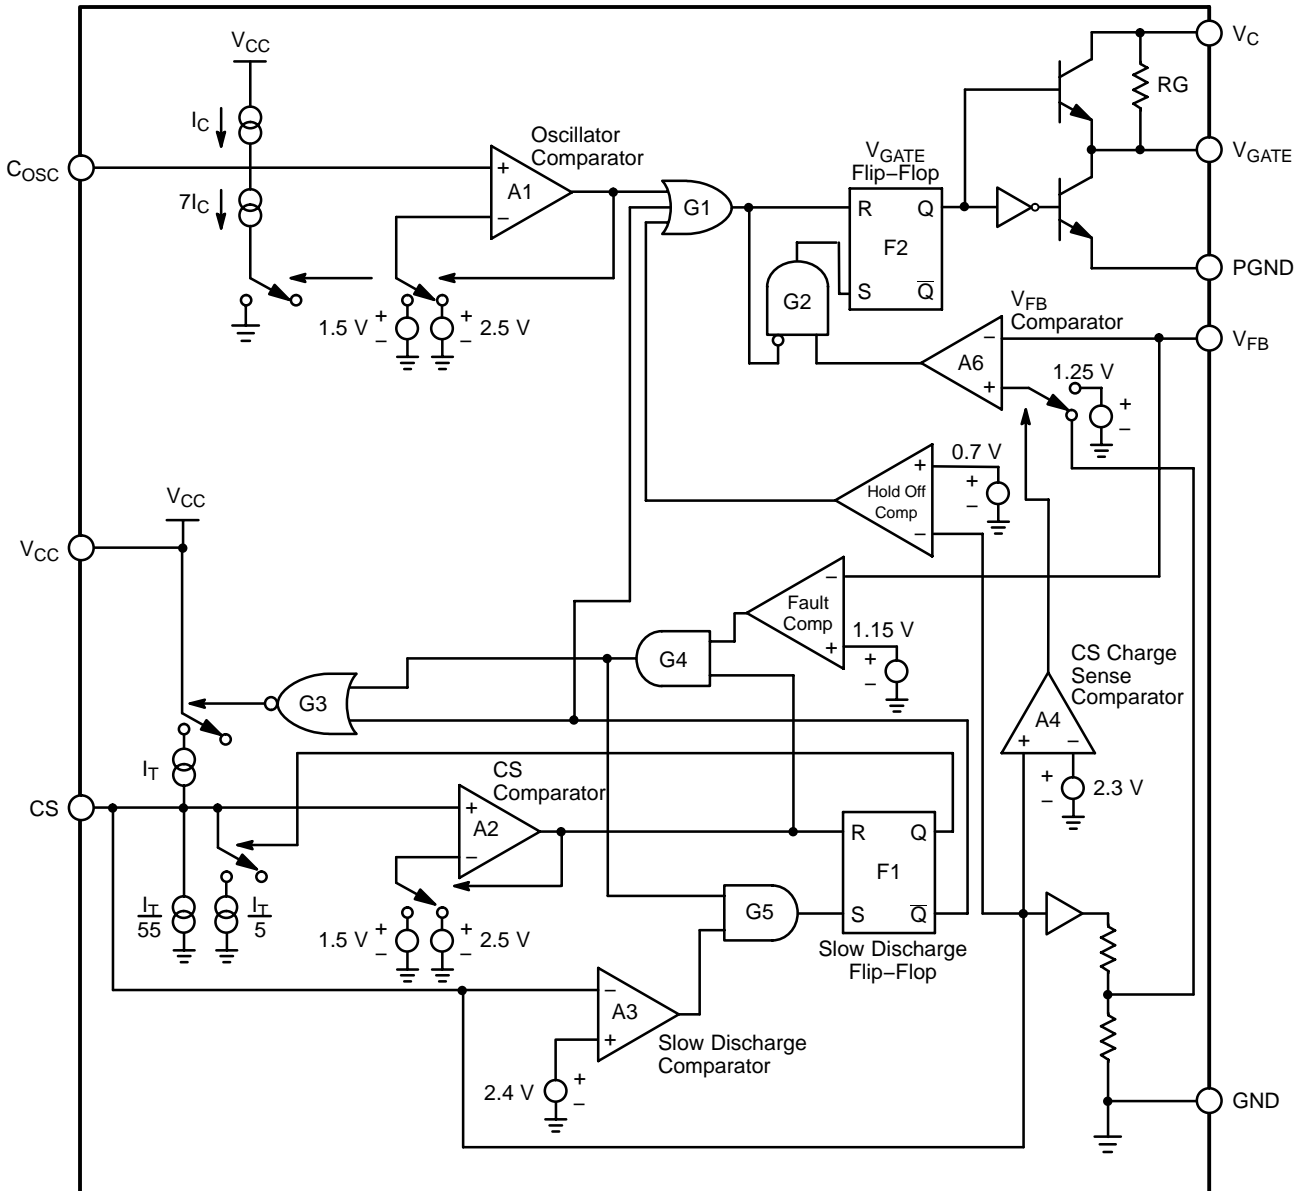 VCC
VC
IC
RG
Oscillator
Comparator
VGATE
Flip–Flop
COSC
+
A1
–
G1
VGATE
7IC
R
Q
F2
S
Q̅
G2
PGND
1.5 V
+
–
+
–
2.5 V
VFB
Comparator
–
A6
+
VFB
1.25 V
+
–
0.7 V
+
–
+
Hold Off
Comp
–
VCC
VCC
–
Fault
Comp
+
1.15 V
+
–
G4
CS Charge
Sense
Comparator
G3
A4
+
–
IT
CS
Comparator
+
–
2.3 V
CS
+
A2
–
R
Q
F1
S
Q̅
IT
55
IT
5
G5
1.5 V
+
–
+
–
2.5 V
Slow Discharge
Flip–Flop
–
A3
+
Slow Discharge
Comparator
2.4 V
+
–
GND